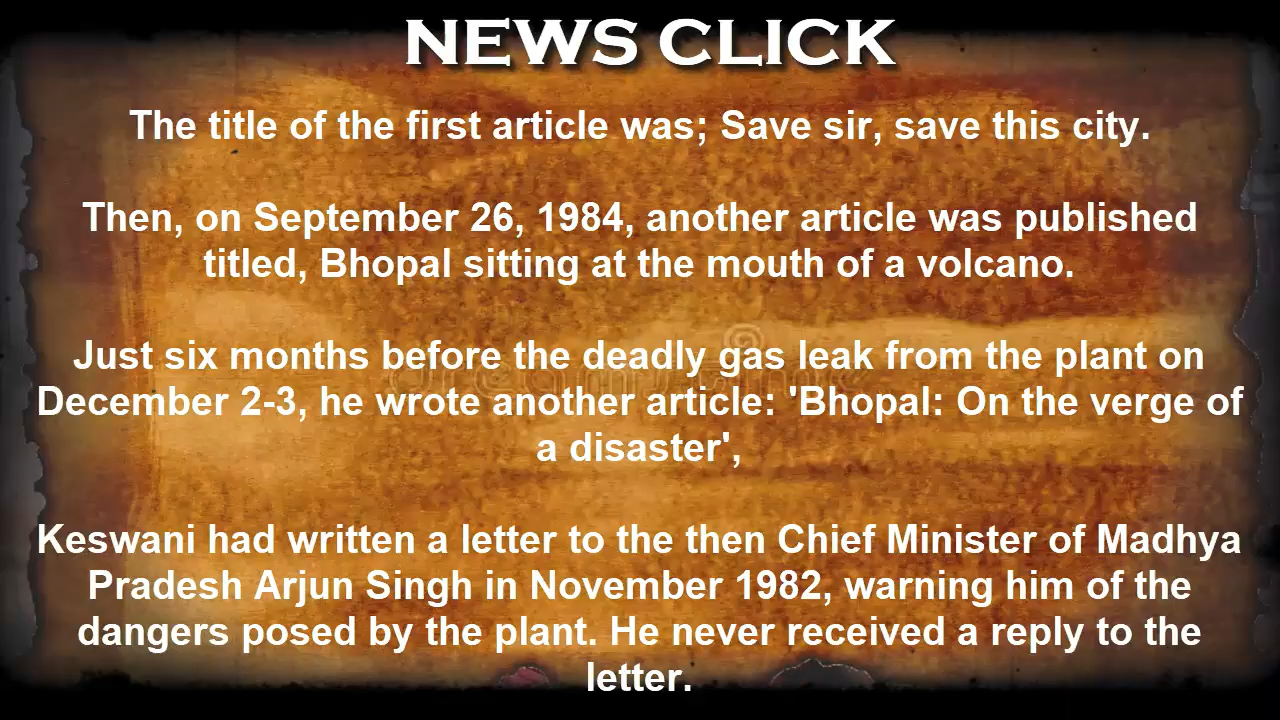 NEWS CLICK
The title of the first article was; Save sir, save this city.
Then, on September 26, 1984, another article was published
titled, Bhopal sitting at the mouth of a volcano.
Just six months before the deadly gas leak from the plant on
December 2-3, he wrote another article: 'Bhopal: On the verge of
a disaster',
Keswani had written a letter to the then Chief Minister of Madhya
Pradesh Arjun Singh in November 1982, warning him of the
dangers posed by the plant. He never received a reply to the
letter.